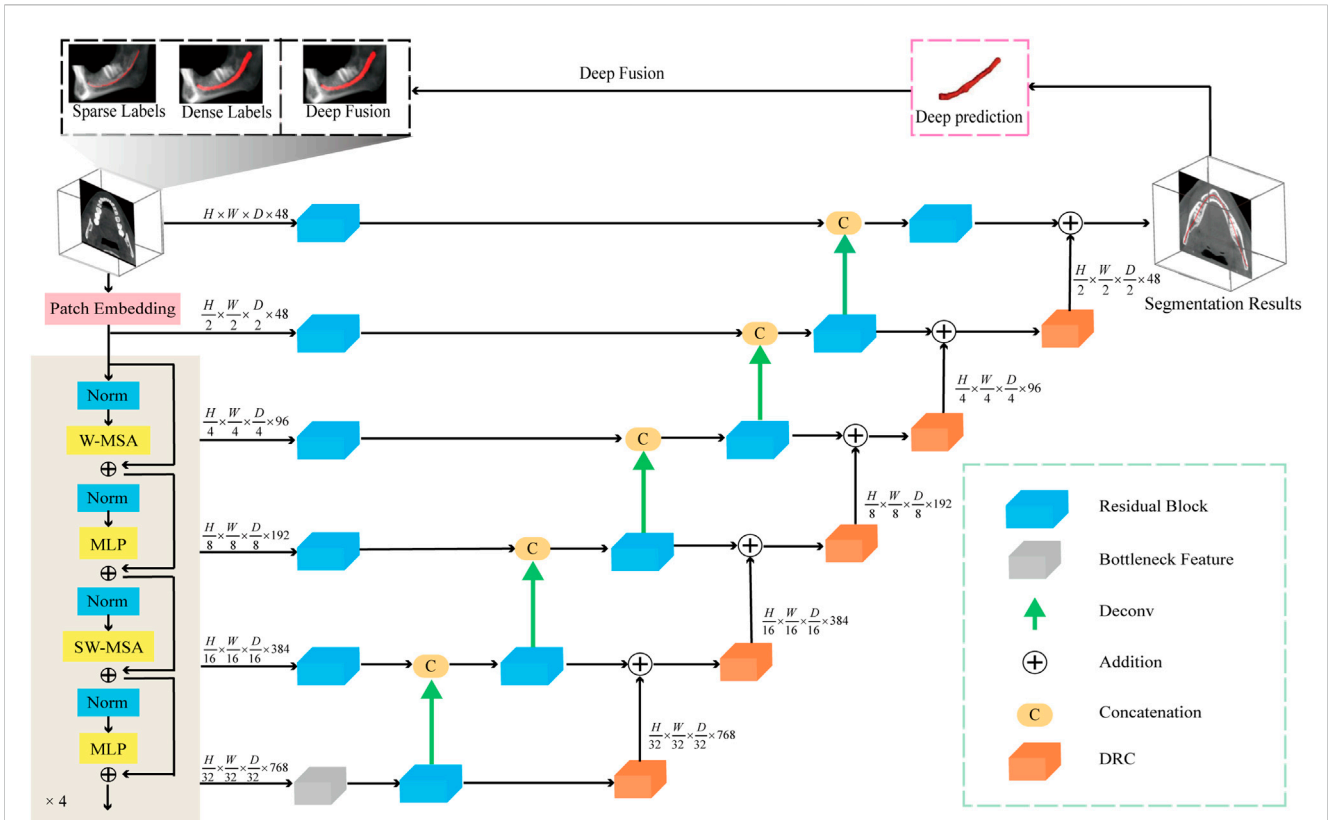 Sparse Labels
Dense Labels
Deep Fusion
Deep Fusion
Deep prediction
H×W×D×48
C
Segmentation Results
Patch Embedding
H/2×W/2×D/2×48
C
H/2×W/2×D/2×48
Norm
W-MSA
H/4×W/4×D/4×96
C
H/4×W/4×D/4×96
Norm
MLP
H/8×W/8×D/8×192
C
H/8×W/8×D/8×192
Norm
SW-MSA
H/16×W/16×D/16×384
C
H/16×W/16×D/16×384
Norm
MLP
H/32×W/32×D/32×768
H/32×W/32×D/32×768
× 4
Residual Block
Bottleneck Feature
Deconv
Addition
C
Concatenation
DRC